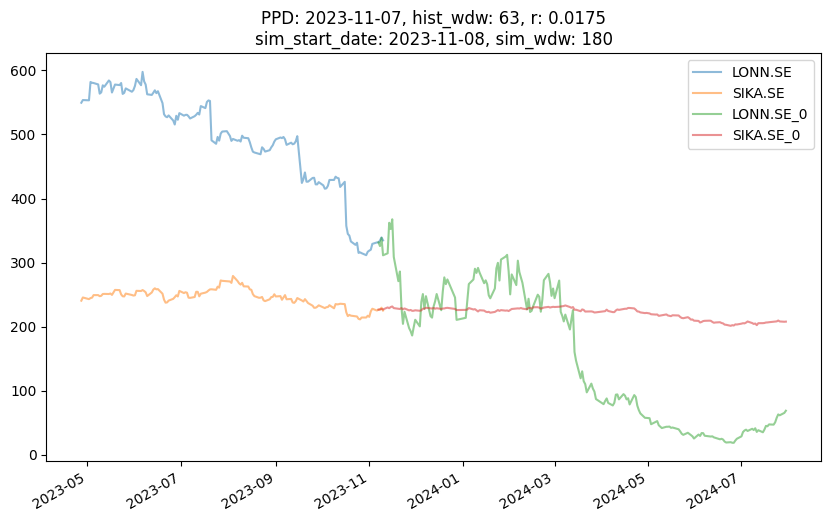 PPD: 2023-11-07, hist_wdw: 63, r: 0.0175
sim_start_date: 2023-11-08, sim_wdw: 180
LONN.SE
SIKA.SE
LONN.SE_0
SIKA.SE_0
600
500
400
300
200
100
0
2023-05
2023-07
2023-09
2023-11
2024-01
2024-03
2024-05
2024-07